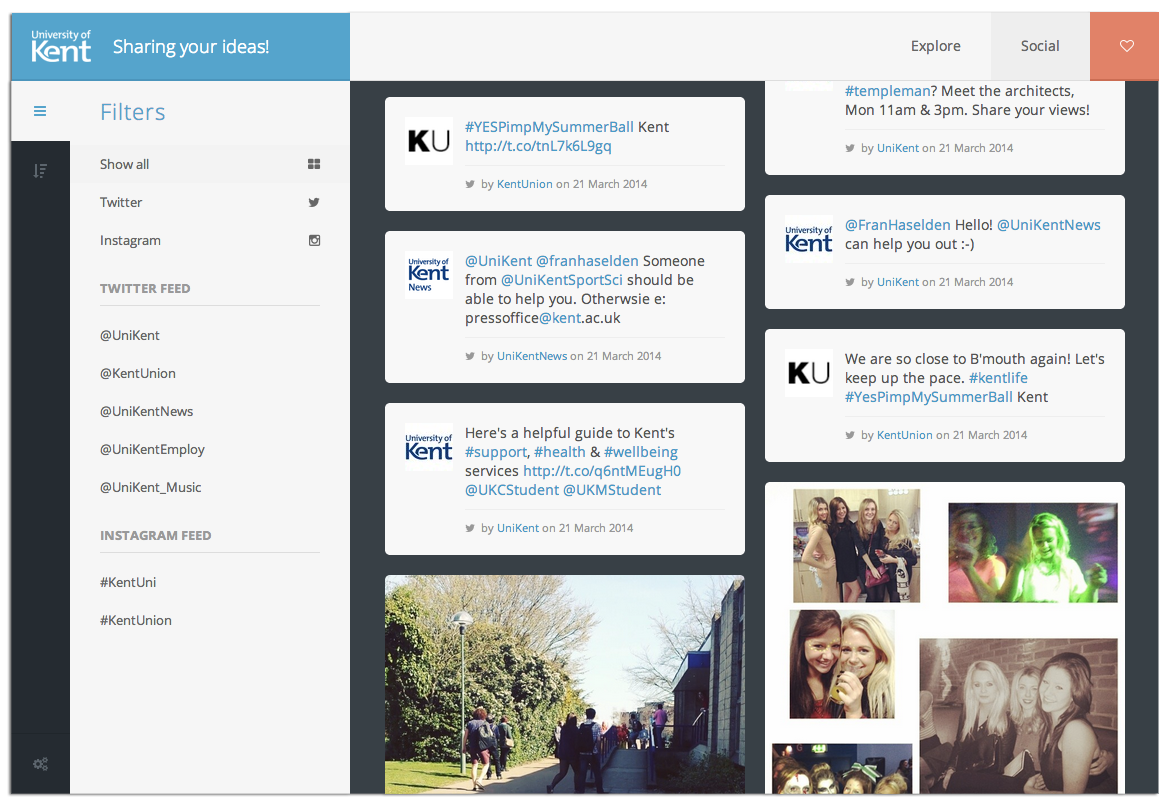 University of
Kent
Sharing your ideas!
Explore
Social
Filters
Show all
Twitter
Instagram
TWITTER FEED
@UniKent
@KentUnion
@UniKentNews
@UniKentEmploy
@UniKent_Music
INSTAGRAM FEED
#KentUni
#KentUnion
KU
#YESPimpMySummerBall Kent
http://t.co/tnL7k6L9gq
by KentUnion on 21 March 2014
University of
Kent
News
@UniKent @franhaselden Someone
from @UniKentSportSci should be
able to help you. Otherwsie e:
pressoffice@kent.ac.uk
by UniKentNews on 21 March 2014
University of
Kent
Here's a helpful guide to Kent's
#support, #health & #wellbeing
services http://t.co/q6ntMEugH0
@UKCStudent @UKMStudent
by UniKent on 21 March 2014
#templeman? Meet the architects,
Mon 11am & 3pm. Share your views!
by UniKent on 21 March 2014
University of
Kent
@FranHaselden Hello! @UniKentNews
can help you out :-)
by UniKent on 21 March 2014
KU
We are so close to B'mouth again! Let's
keep up the pace. #kentlife
#YesPimpMySummerBall Kent
by KentUnion on 21 March 2014